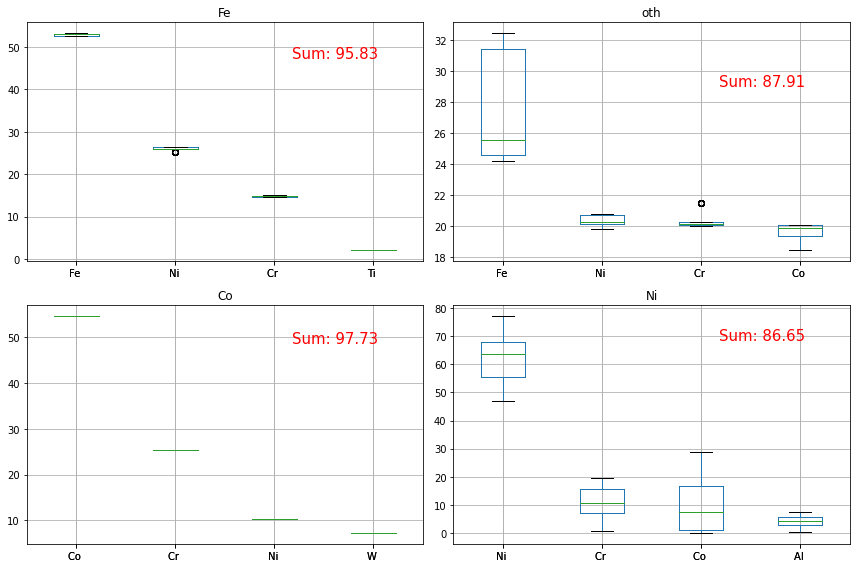 Fe
50
40
30
20
10
0
Sum: 95.83
Fe Ni Cr Ti
oth
32
30
28
26
24
22
20
18
Sum: 87.91
Fe Ni Cr Co
Co
50
40
30
20
10
Sum: 97.73
Co Cr Ni W
Ni
80
70
60
50
40
30
20
10
0
Sum: 86.65
Ni Cr Co Al